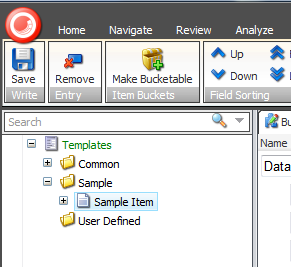 Home Navigate Review Analyze
Save Remove Make Bucketable Up
Down
Write Entry Item Buckets Field Sorting
Search
Templates
Common
Sample
Sample Item
User Defined
Name
Data